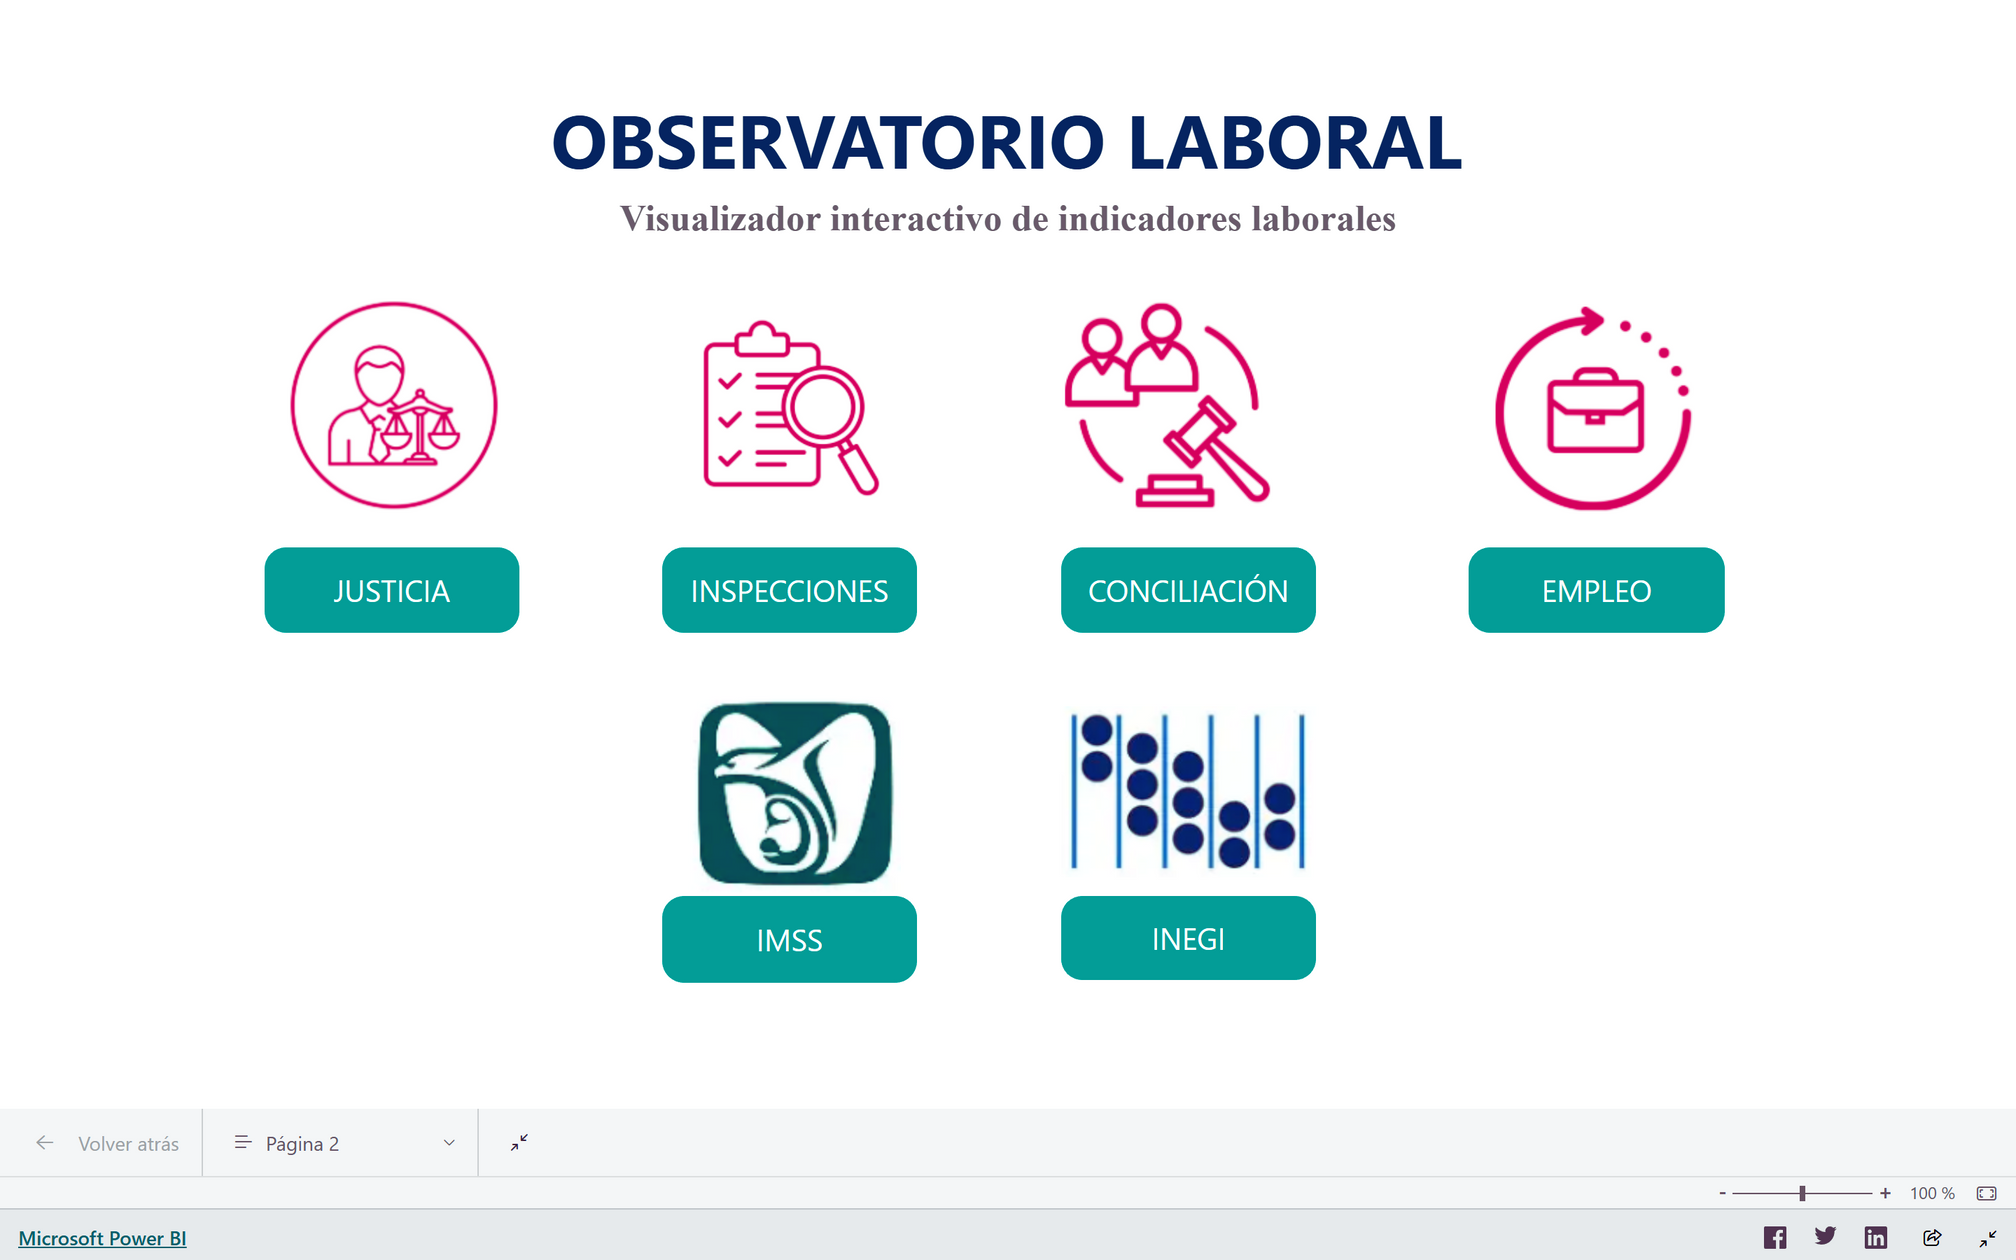 OBSERVATORIO LABORAL
Visualizador interactivo de indicadores laborales
JUSTICIA
INSPECCIONES
CONCILIACIÓN
EMPLEO
IMSS
INEGI
Volver atrás
Página 2
- + 100 %
Microsoft Power BI